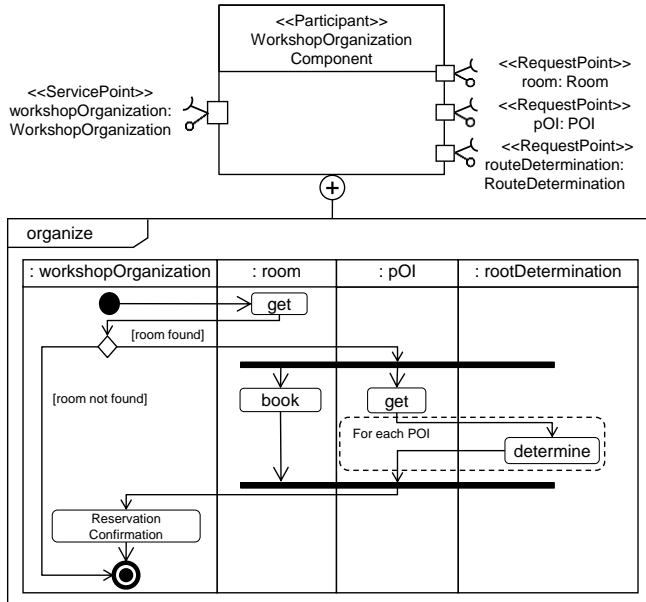 <<Participant>>
WorkshopOrganization
Component
<<ServicePoint>>
workshopOrganization:
WorkshopOrganization
<<RequestPoint>>
room: Room
<<RequestPoint>>
pOI: POI
<<RequestPoint>>
routeDetermination:
RouteDetermination
organize
: workshopOrganization
: room
: pOI
: rootDetermination
get
[room found]
[room not found]
book
get
For each POI
determine
Reservation
Confirmation